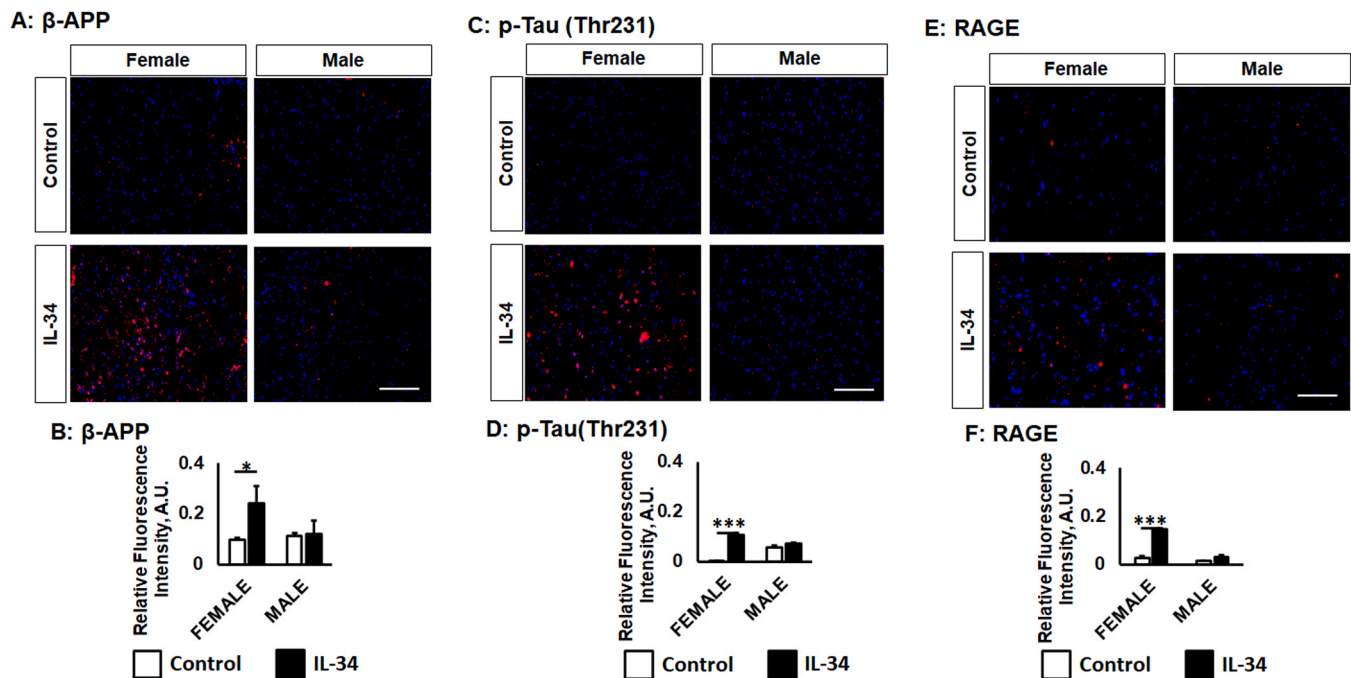 A: β-APP
Female
Male
Control
IL-34
B: β-APP
Relative Fluorescence
Intensity, A.U.
0.4
0.2
0
*
FEMALE
MALE
Control
IL-34
C: p-Tau (Thr231)
Female
Male
Control
IL-34
D: p-Tau(Thr231)
Relative Fluorescence
Intensity, A.U.
0.4
0.2
0
***
FEMALE
MALE
Control
IL-34
E: RAGE
Female
Male
Control
IL-34
F: RAGE
Relative Fluorescence
Intensity, A.U.
0.4
0.2
0
***
FEMALE
MALE
Control
IL-34